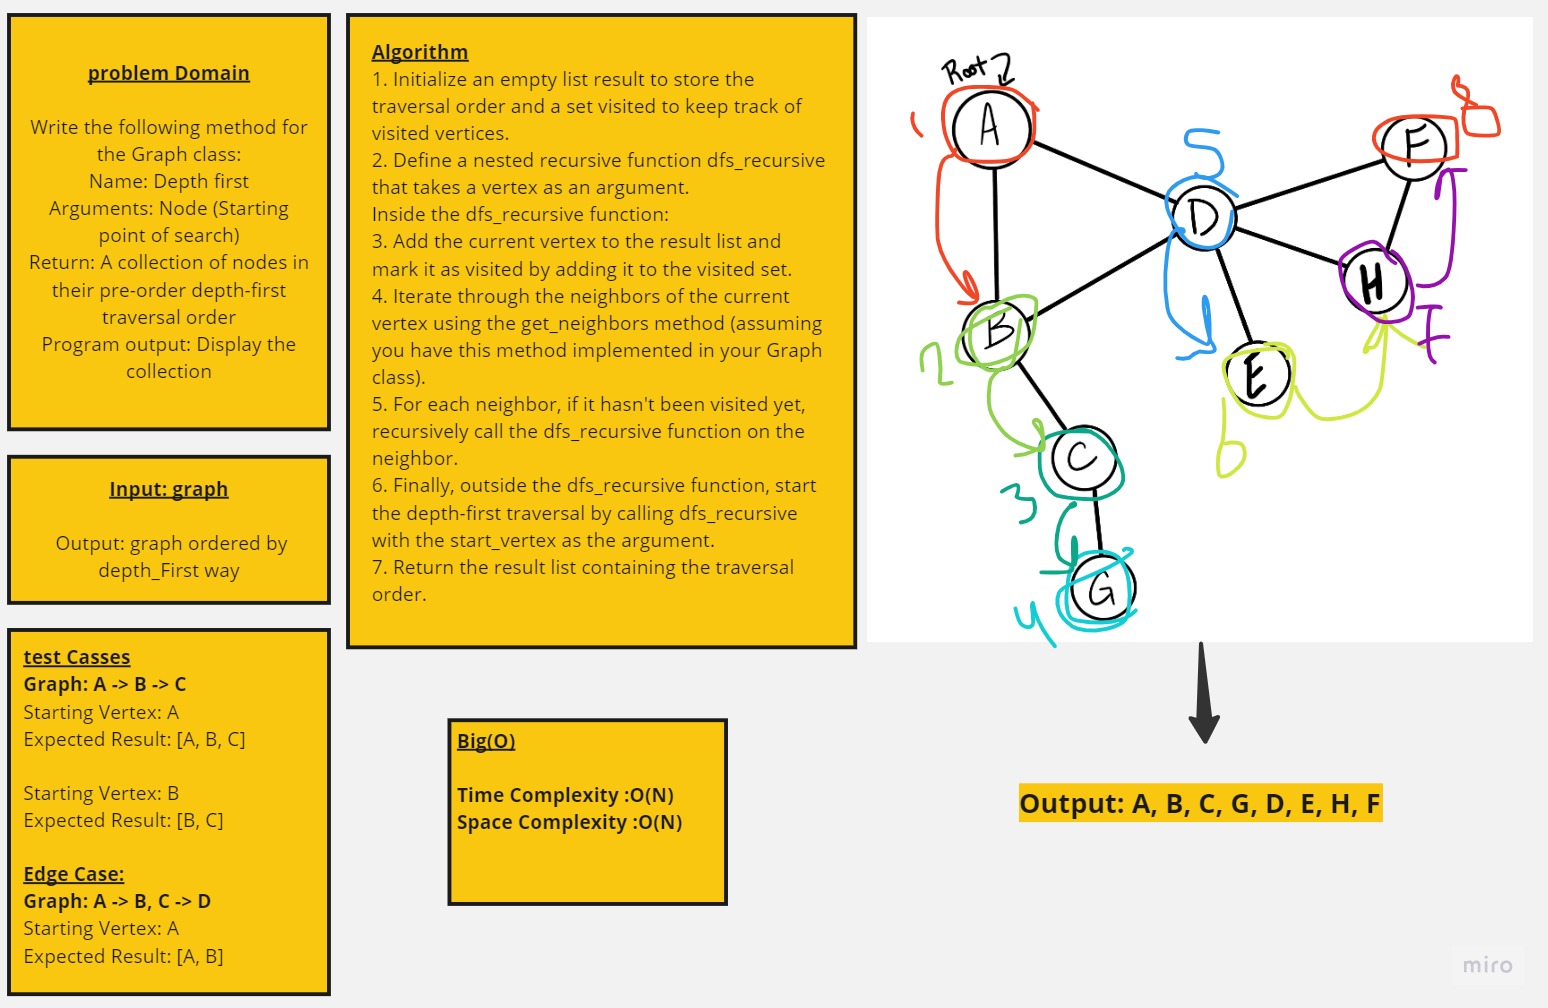 problem Domain
Write the following method for
the Graph class:
Name: Depth first
Arguments: Node (Starting
point of search)
Return: A collection of nodes in
their pre-order depth-first
traversal order
Program output: Display the
collection
Input: graph
Output: graph ordered by
depth_First way
test Casses
Graph: A -> B -> C
Starting Vertex: A
Expected Result: [A, B, C]
Starting Vertex: B
Expected Result: [B, C]
Edge Case:
Graph: A -> B, C -> D
Starting Vertex: A
Expected Result: [A, B]
Algorithm
1. Initialize an empty list result to store the
traversal order and a set visited to keep track of
visited vertices.
2. Define a nested recursive function dfs_recursive
that takes a vertex as an argument.
Inside the dfs_recursive function:
3. Add the current vertex to the result list and
mark it as visited by adding it to the visited set.
4. Iterate through the neighbors of the current
vertex using the get_neighbors method (assuming
you have this method implemented in your Graph
class).
5. For each neighbor, if it hasn't been visited yet,
recursively call the dfs_recursive function on the
neighbor.
6. Finally, outside the dfs_recursive function, start
the depth-first traversal by calling dfs_recursive
with the start_vertex as the argument.
7. Return the result list containing the traversal
order.
Big(O)
Time Complexity :O(N)
Space Complexity :O(N)
Root
1
A
5
D
8
F
2
B
H
7
E
6
3
C
4
G
Output: A, B, C, G, D, E, H, F
miro